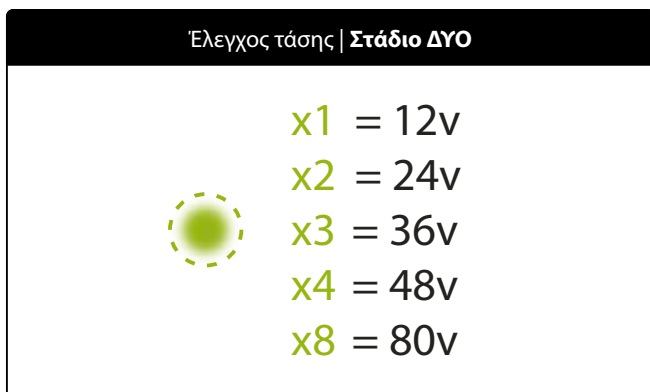 Έλεγχος τάσης | Στάδιο ΔΥΟ
x1 = 12v
x2 = 24v
x3 = 36v
x4 = 48v
x8 = 80v